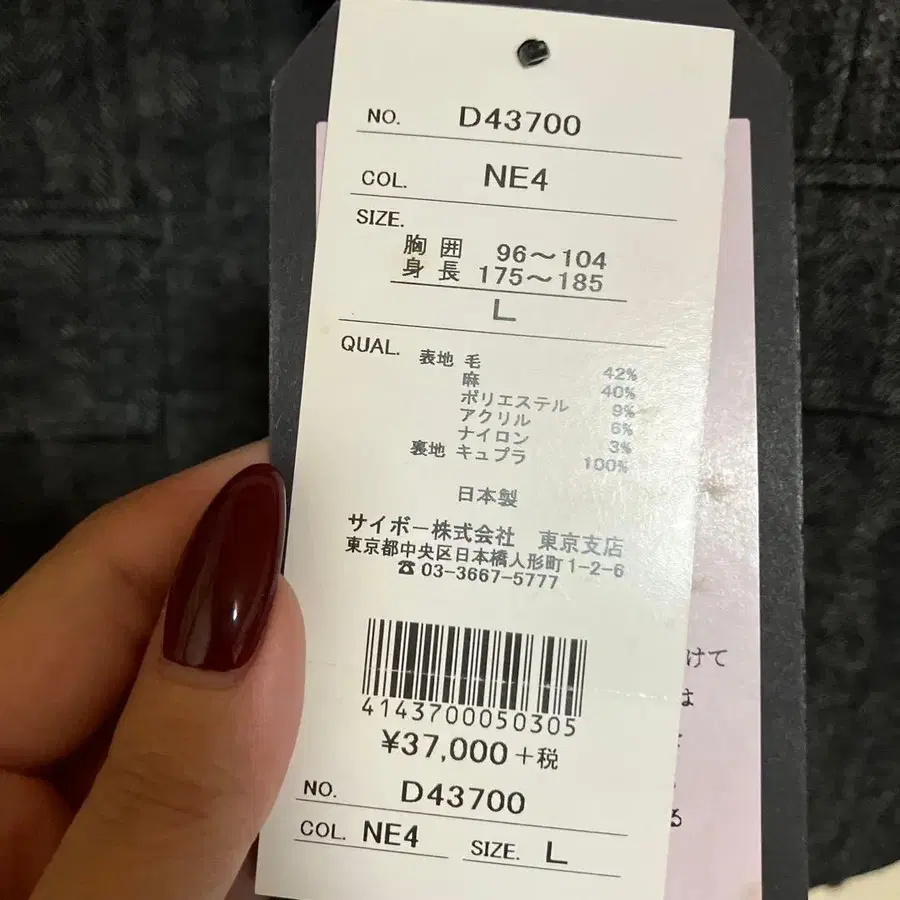 NO. D43700
COL. NE4
SIZE.
胸囲 96〜104
身長 175〜185
L
QUAL. 表地 毛 42%
麻 40%
ポリエステル 9%
アクリル 6%
ナイロン 3%
裏地 キュプラ 100%
日本製
サイボー株式会社 東京支店
東京都中央区日本橋人形町1-2-6
☎ 03-3667-5777
4143700050305
¥37,000+税
NO. D43700
COL. NE4 SIZE. L
けて
は
る